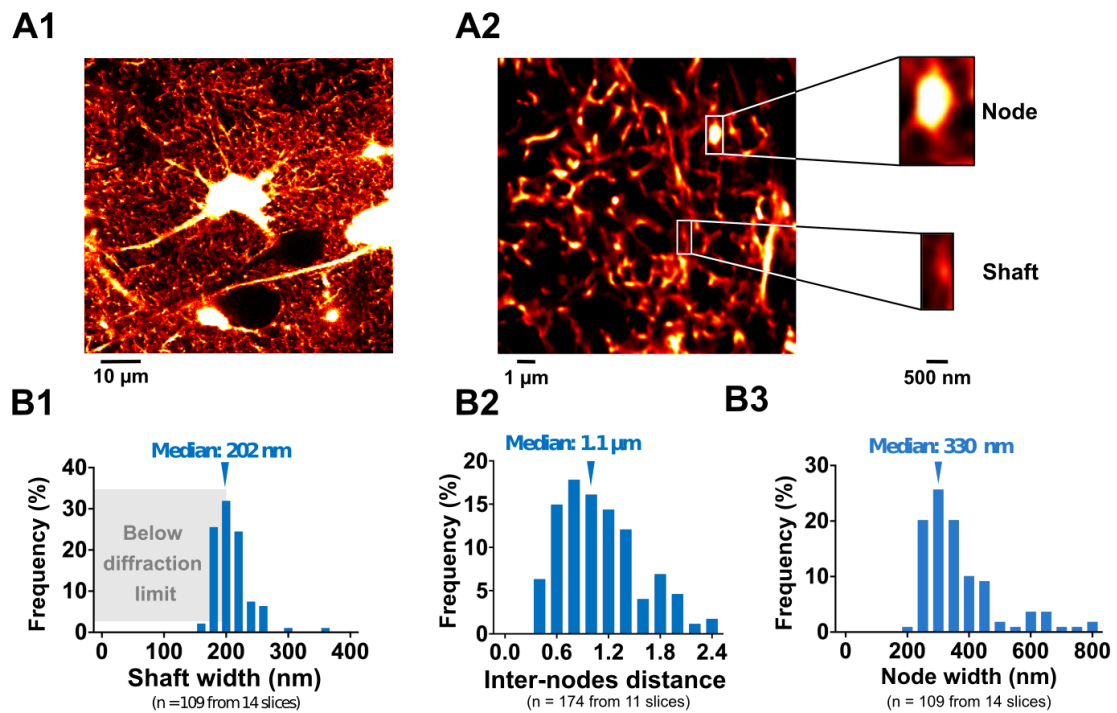 A1
A2
Node
Shaft
10 µm
1 µm
500 nm
B1
B2
B3
Median: 202 nm
Median: 1.1 µm
Median: 330 nm
Frequency (%)
40
30
20
10
0
Below
diffraction
limit
0 100 200 300 400
Shaft width (nm)
(n =109 from 14 slices)
Frequency (%)
20
15
10
5
0
0.0 0.6 1.2 1.8 2.4
Inter-nodes distance
(n = 174 from 11 slices)
Frequency (%)
30
20
10
0
0 200 400 600 800
Node width (nm)
(n = 109 from 14 slices)